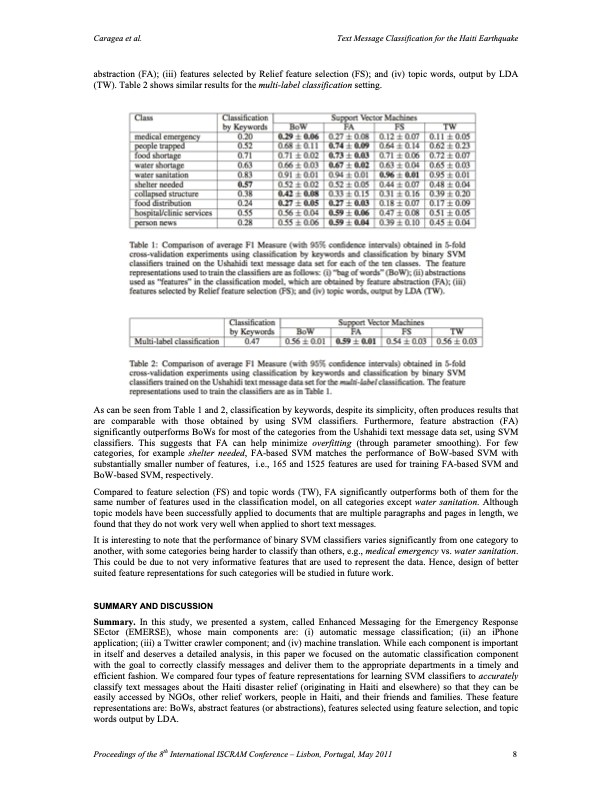 Caragea et al. Text Message Classification for the Haiti Earthquake
abstraction (FA); (iii) features selected by Relief feature selection (FS); and (iv) topic words, output by LDA
(TW). Table 2 shows similar results for the multi-label classification setting.
Class Classification Support Vector Machines
by Keywords BoW FA FS TW
medical emergency 0.20 0.29 ± 0.06 0.27 ± 0.08 0.12 ± 0.07 0.11 ± 0.05
people trapped 0.52 0.68 ± 0.11 0.74 ± 0.09 0.64 ± 0.14 0.62 ± 0.23
food shortage 0.71 0.71 ± 0.02 0.73 ± 0.03 0.71 ± 0.06 0.72 ± 0.07
water shortage 0.63 0.66 ± 0.03 0.67 ± 0.02 0.63 ± 0.04 0.65 ± 0.03
water sanitation 0.83 0.91 ± 0.01 0.94 ± 0.01 0.96 ± 0.01 0.95 ± 0.01
shelter needed 0.57 0.52 ± 0.02 0.52 ± 0.05 0.44 ± 0.07 0.48 ± 0.04
collapsed structure 0.38 0.42 ± 0.08 0.33 ± 0.15 0.31 ± 0.16 0.39 ± 0.20
food distribution 0.24 0.27 ± 0.05 0.27 ± 0.03 0.18 ± 0.07 0.17 ± 0.09
hospital/clinic services 0.55 0.56 ± 0.04 0.59 ± 0.06 0.47 ± 0.08 0.51 ± 0.05
person news 0.28 0.55 ± 0.06 0.59 ± 0.04 0.39 ± 0.10 0.45 ± 0.04
Table 1: Comparison of average F1 Measure (with 95% confidence intervals) obtained in 5-fold
cross-validation experiments using classification by keywords and classification by binary SVM
classifiers trained on the Ushahidi text message data set for each of the ten classes. The feature
representations used to train the classifiers are as follows: (i) "bag of words" (BoW); (ii) abstractions
used as "features" in the classification model, which are obtained by feature abstraction (FA); (iii)
features selected by Relief feature selection (FS); and (iv) topic words, output by LDA (TW).
Classification Support Vector Machines
by Keywords BoW FA FS TW
Multi-label classification 0.47 0.56 ± 0.01 0.59 ± 0.01 0.54 ± 0.03 0.56 ± 0.03
Table 2: Comparison of average F1 Measure (with 95% confidence intervals) obtained in 5-fold
cross-validation experiments using classification by keywords and classification by binary SVM
classifiers trained on the Ushahidi text message data set for the multi-label classification. The feature
representations used to train the classifiers are as in Table 1.
As can be seen from Table 1 and 2, classification by keywords, despite its simplicity, often produces results that
are comparable with those obtained by using SVM classifiers. Furthermore, feature abstraction (FA)
significantly outperforms BoWs for most of the categories from the Ushahidi text message data set, using SVM
classifiers. This suggests that FA can help minimize overfitting (through parameter smoothing). For few
categories, for example shelter needed, FA-based SVM matches the performance of BoW-based SVM with
substantially smaller number of features, i.e., 165 and 1525 features are used for training FA-based SVM and
BoW-based SVM, respectively.
Compared to feature selection (FS) and topic words (TW), FA significantly outperforms both of them for the
same number of features used in the classification model, on all categories except water sanitation. Although
topic models have been successfully applied to documents that are multiple paragraphs and pages in length, we
found that they do not work very well when applied to short text messages.
It is interesting to note that the performance of binary SVM classifiers varies significantly from one category to
another, with some categories being harder to classify than others, e.g., medical emergency vs. water sanitation.
This could be due to not very informative features that are used to represent the data. Hence, design of better
suited feature representations for such categories will be studied in future work.
SUMMARY AND DISCUSSION
Summary. In this study, we presented a system, called Enhanced Messaging for the Emergency Response
SEctor (EMERSE), whose main components are: (i) automatic message classification; (ii) an iPhone
application; (iii) a Twitter crawler component; and (iv) machine translation. While each component is important
in itself and deserves a detailed analysis, in this paper we focused on the automatic classification component
with the goal to correctly classify messages and deliver them to the appropriate departments in a timely and
efficient fashion. We compared four types of feature representations for learning SVM classifiers to accurately
classify text messages about the Haiti disaster relief (originating in Haiti and elsewhere) so that they can be
easily accessed by NGOs, other relief workers, people in Haiti, and their friends and families. These feature
representations are: BoWs, abstract features (or abstractions), features selected using feature selection, and topic
words output by LDA.
Proceedings of the 8th International ISCRAM Conference – Lisbon, Portugal, May 2011 8